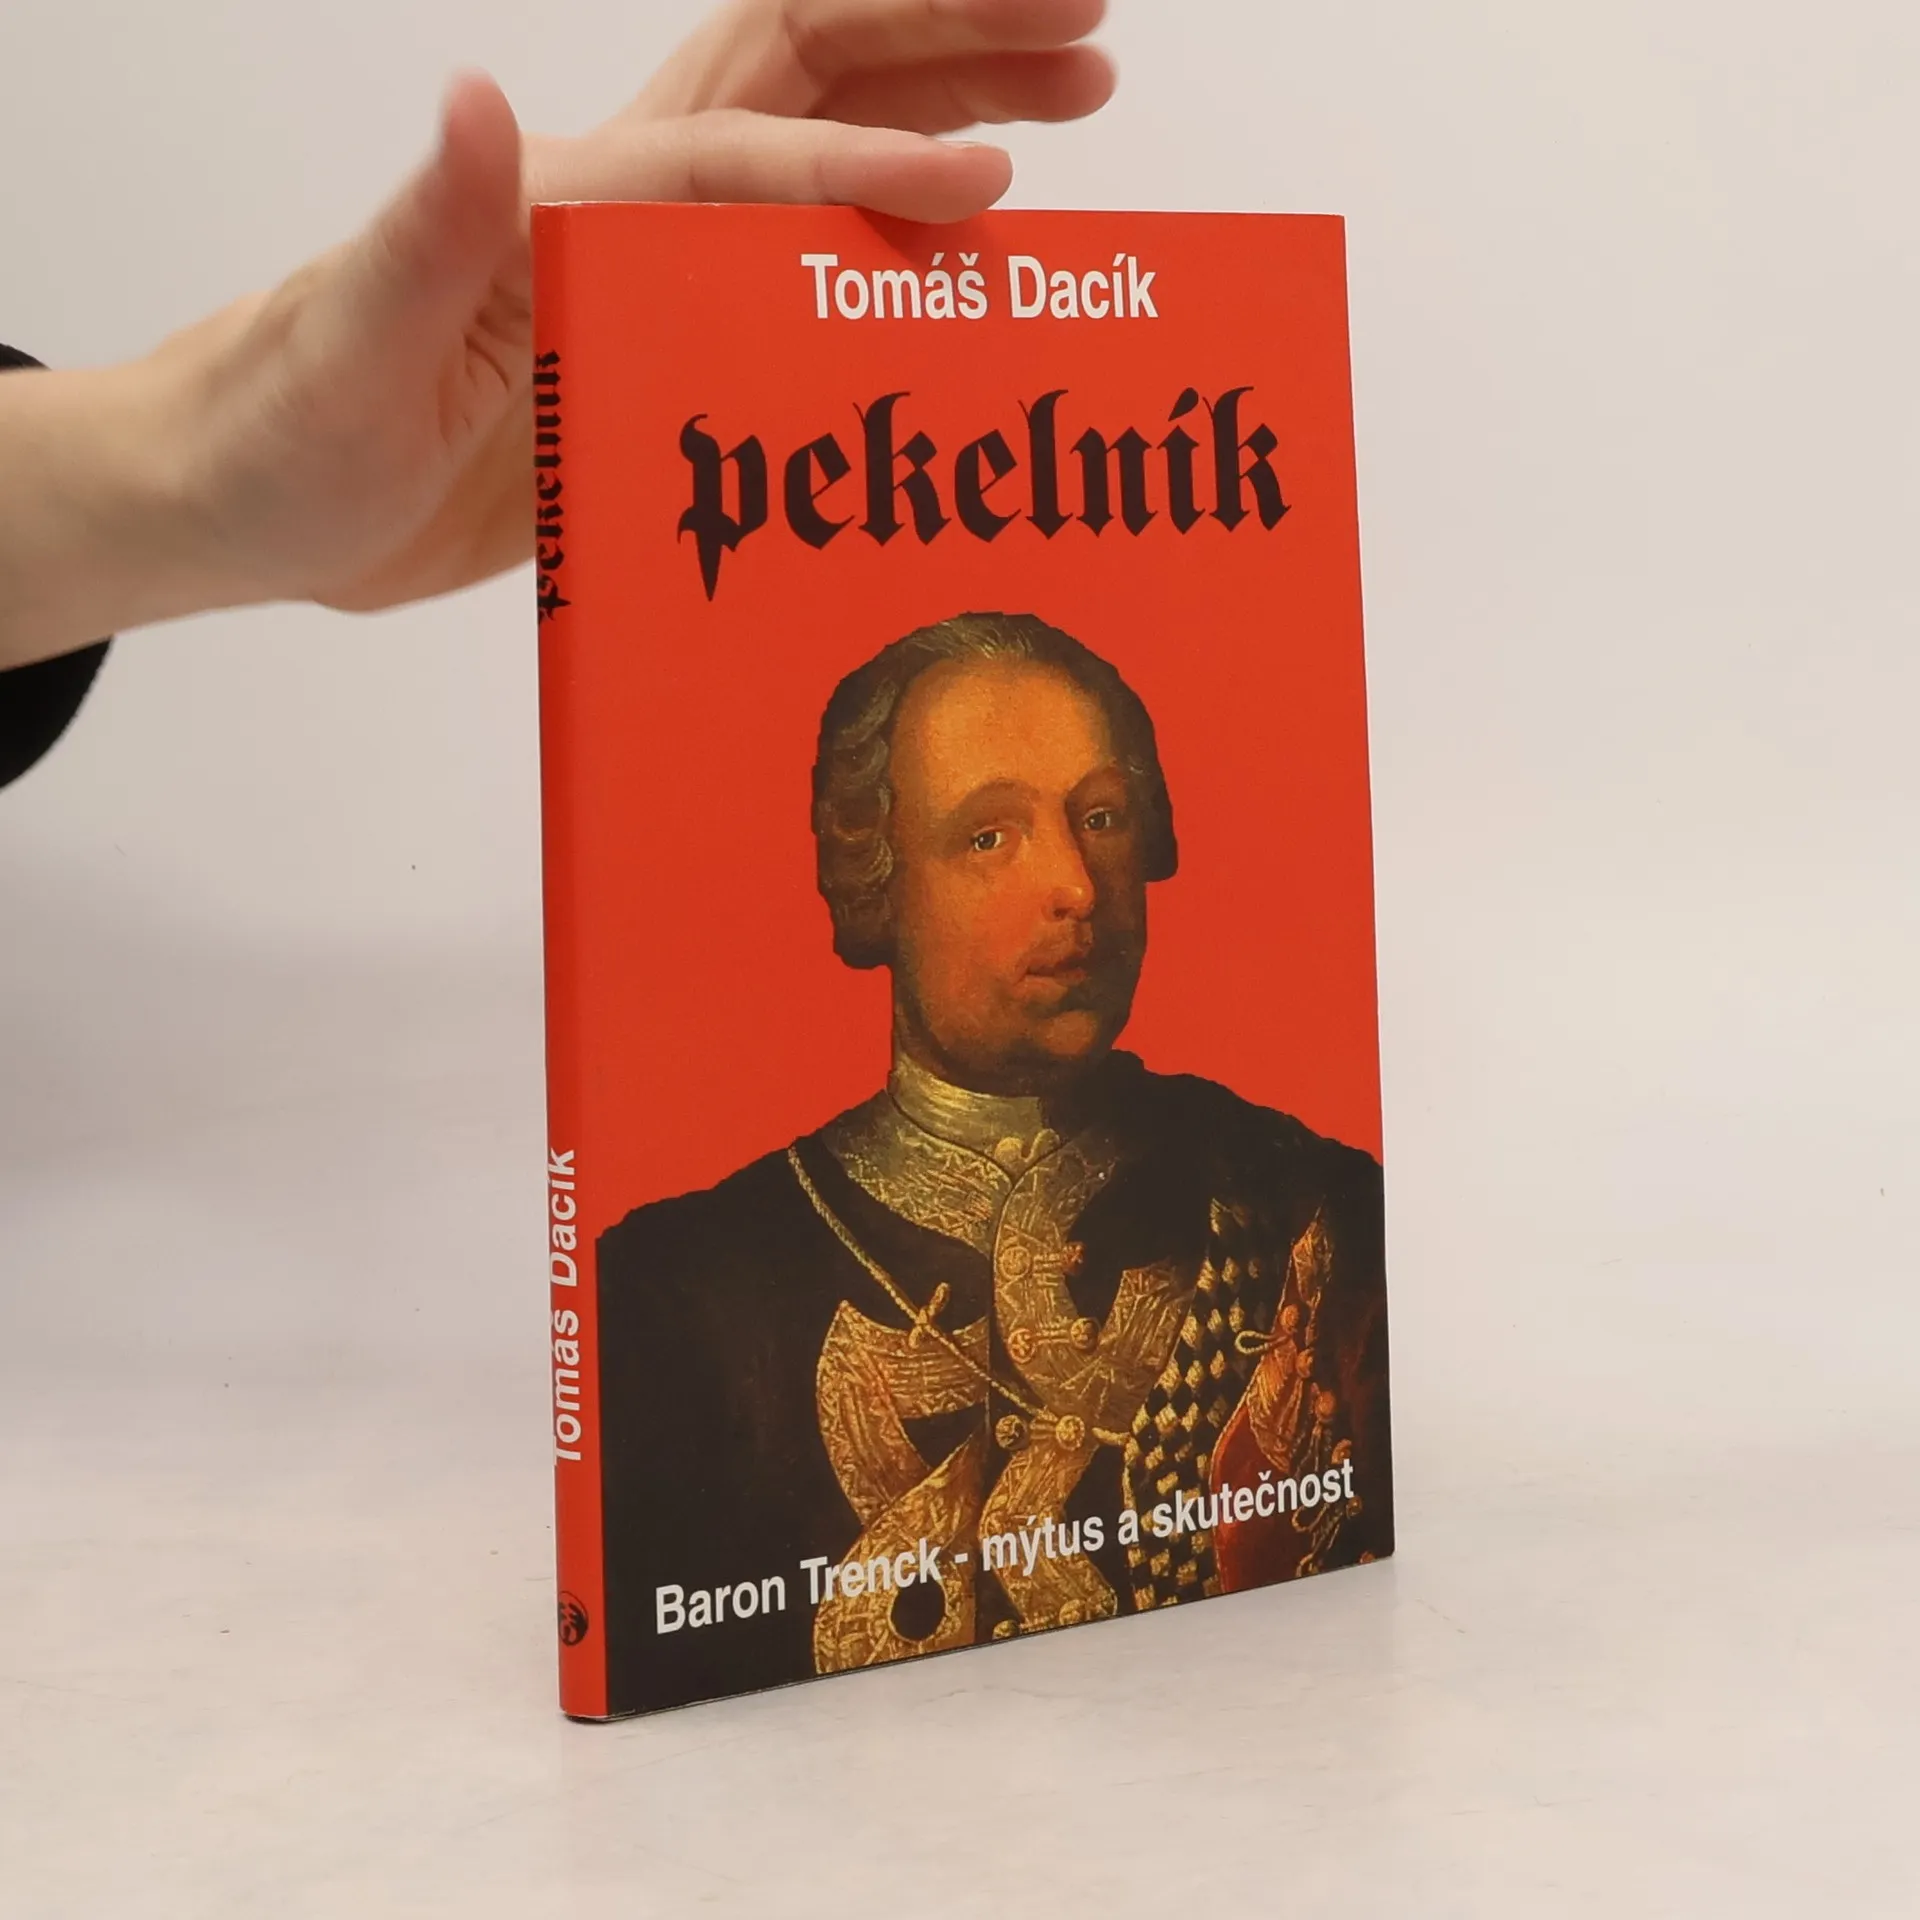 Tomáš Dacík
pekelník
Baron Trenck - mýtus a skutečnost
pekelník
Tomáš Dacík